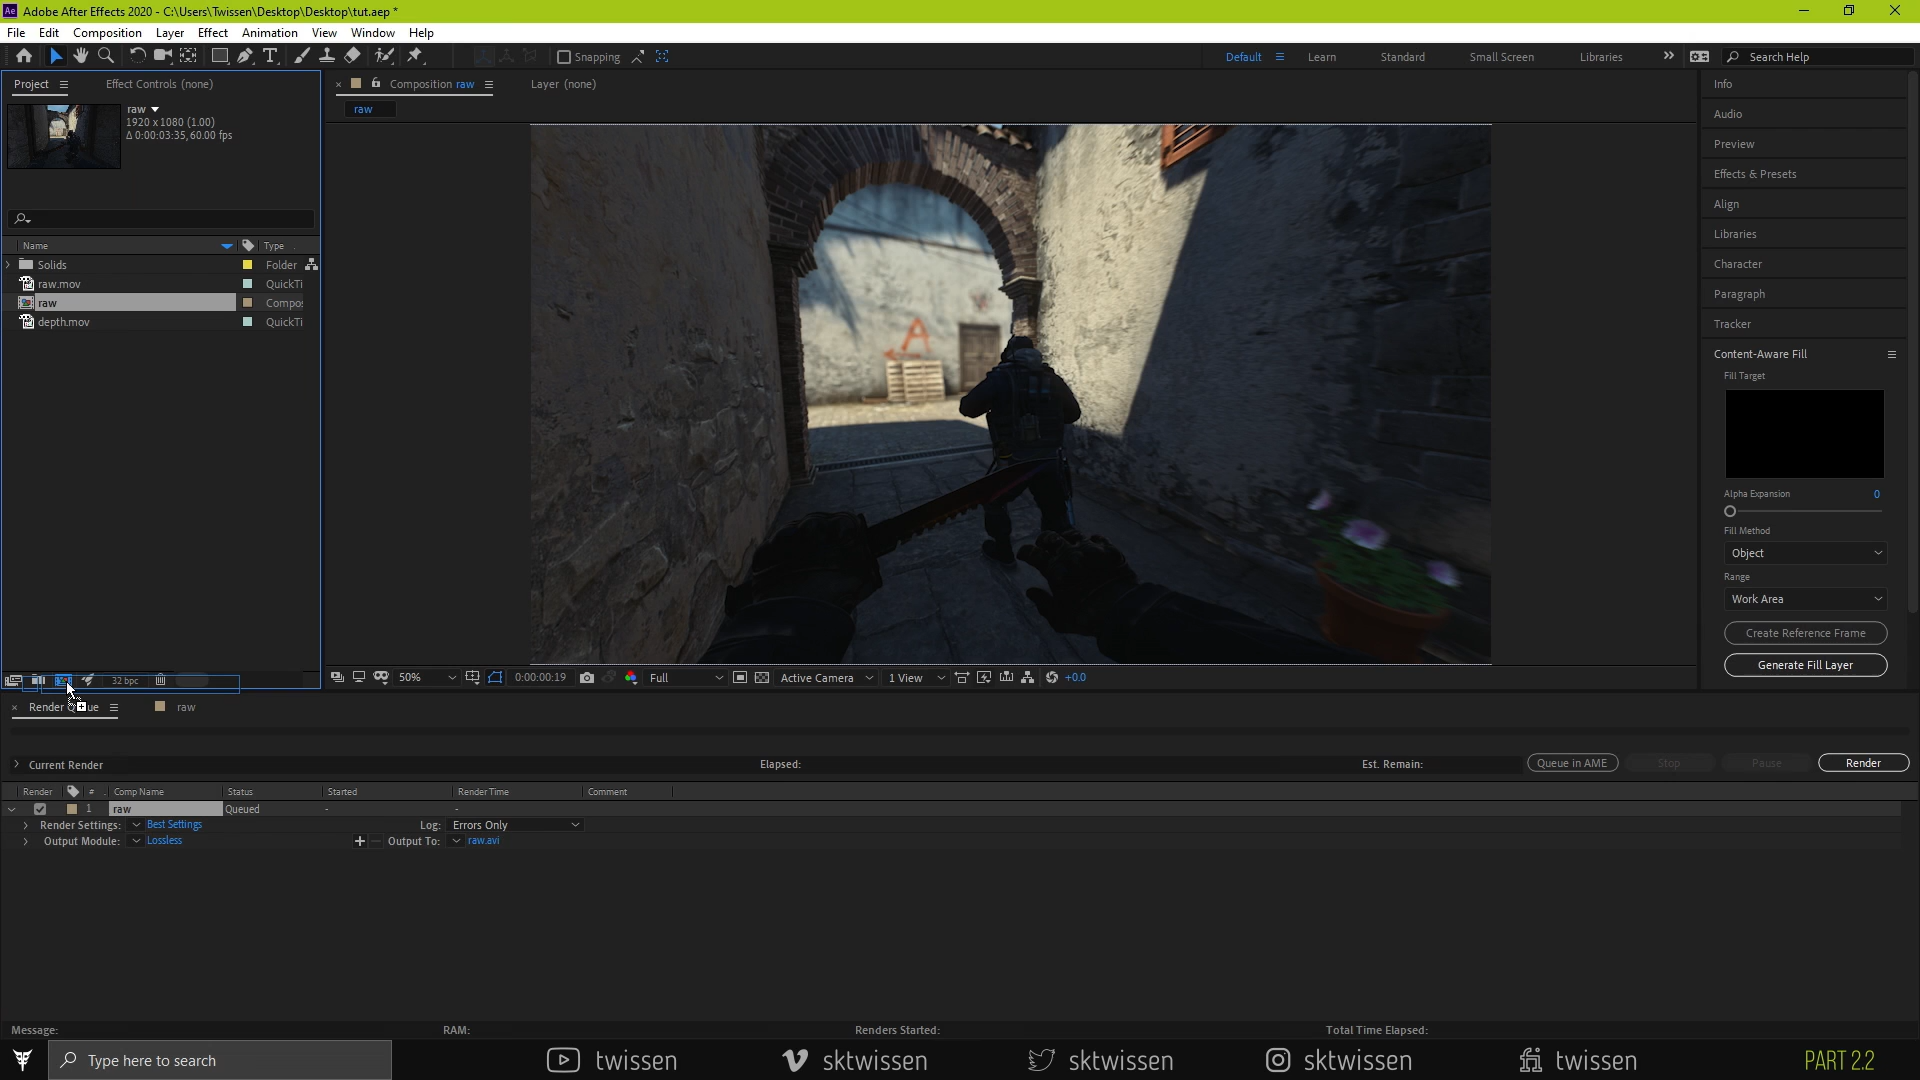 Adobe After Effects 2020 - C:\Users\Twissen\Desktop\Desktop\tut.aep *
File Edit Composition Layer Effect Animation View Window Help
Snapping
Default Learn Standard Small Screen Libraries Search Help
Project Effect Controls (none)
raw
1920 x 1080 (1.00)
Δ 0:00:03:35, 60.00 fps
Name Type
Solids Folder
raw.mov QuickTi
raw Compos
depth.mov QuickTi
32 bpc
Composition raw Layer (none)
raw
A
50% 0:00:00:19 Full Active Camera 1 View +0.0
Info
Audio
Preview
Effects & Presets
Align
Libraries
Character
Paragraph
Tracker
Content-Aware Fill
Fill Target
Alpha Expansion 0
Fill Method
Object
Range
Work Area
Create Reference Frame
Generate Fill Layer
Render Queue raw
Current Render Elapsed: Est. Remain: Queue in AME Stop Pause Render
Render # Comp Name Status Started Render Time Comment
1 raw Queued - -
Render Settings: Best Settings Log: Errors Only
Output Module: Lossless Output To: raw.avi
Message: RAM: Renders Started: Total Time Elapsed:
Type here to search twissen sktwissen sktwissen sktwissen twissen PART 2.2